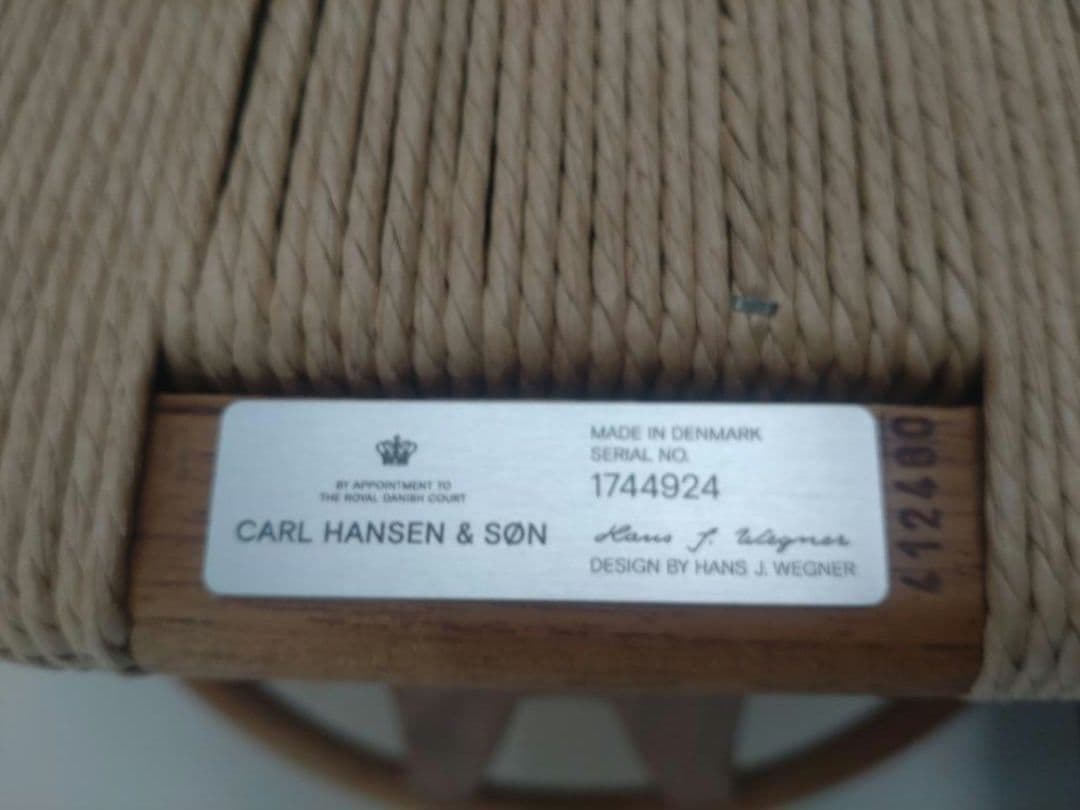 BY APPOINTMENT TO
THE ROYAL DANISH COURT
CARL HANSEN & SØN
MADE IN DENMARK
SERIAL NO.
1744924
Hans J. Wegner
DESIGN BY HANS J. WEGNER